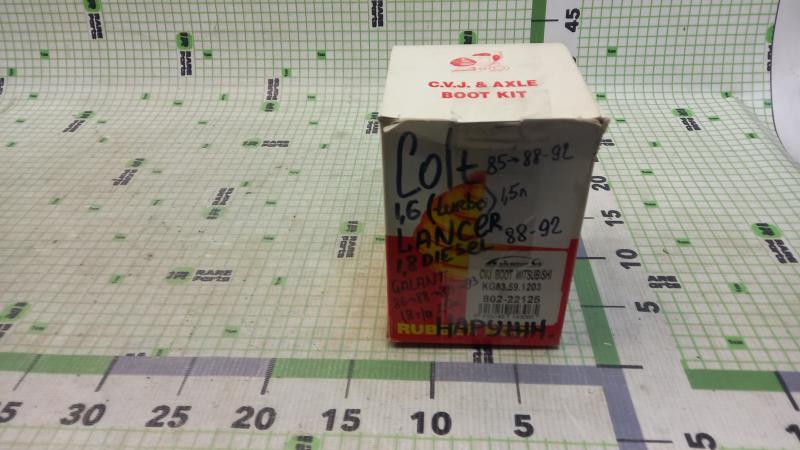 C.V.J. & AXLE
BOOT KIT
Colt 85→88-92
1,6 (turbo) 1,5л
LANCER 88-92
1,8 DIESEL
GALANT
CVJ BOOT MITSUBISHI
KG83.59.1203
802-22125
RUB
НАРУЖН.
RARE
PARTS
45
20
15
10
5
30
25
20
15
10
5
5